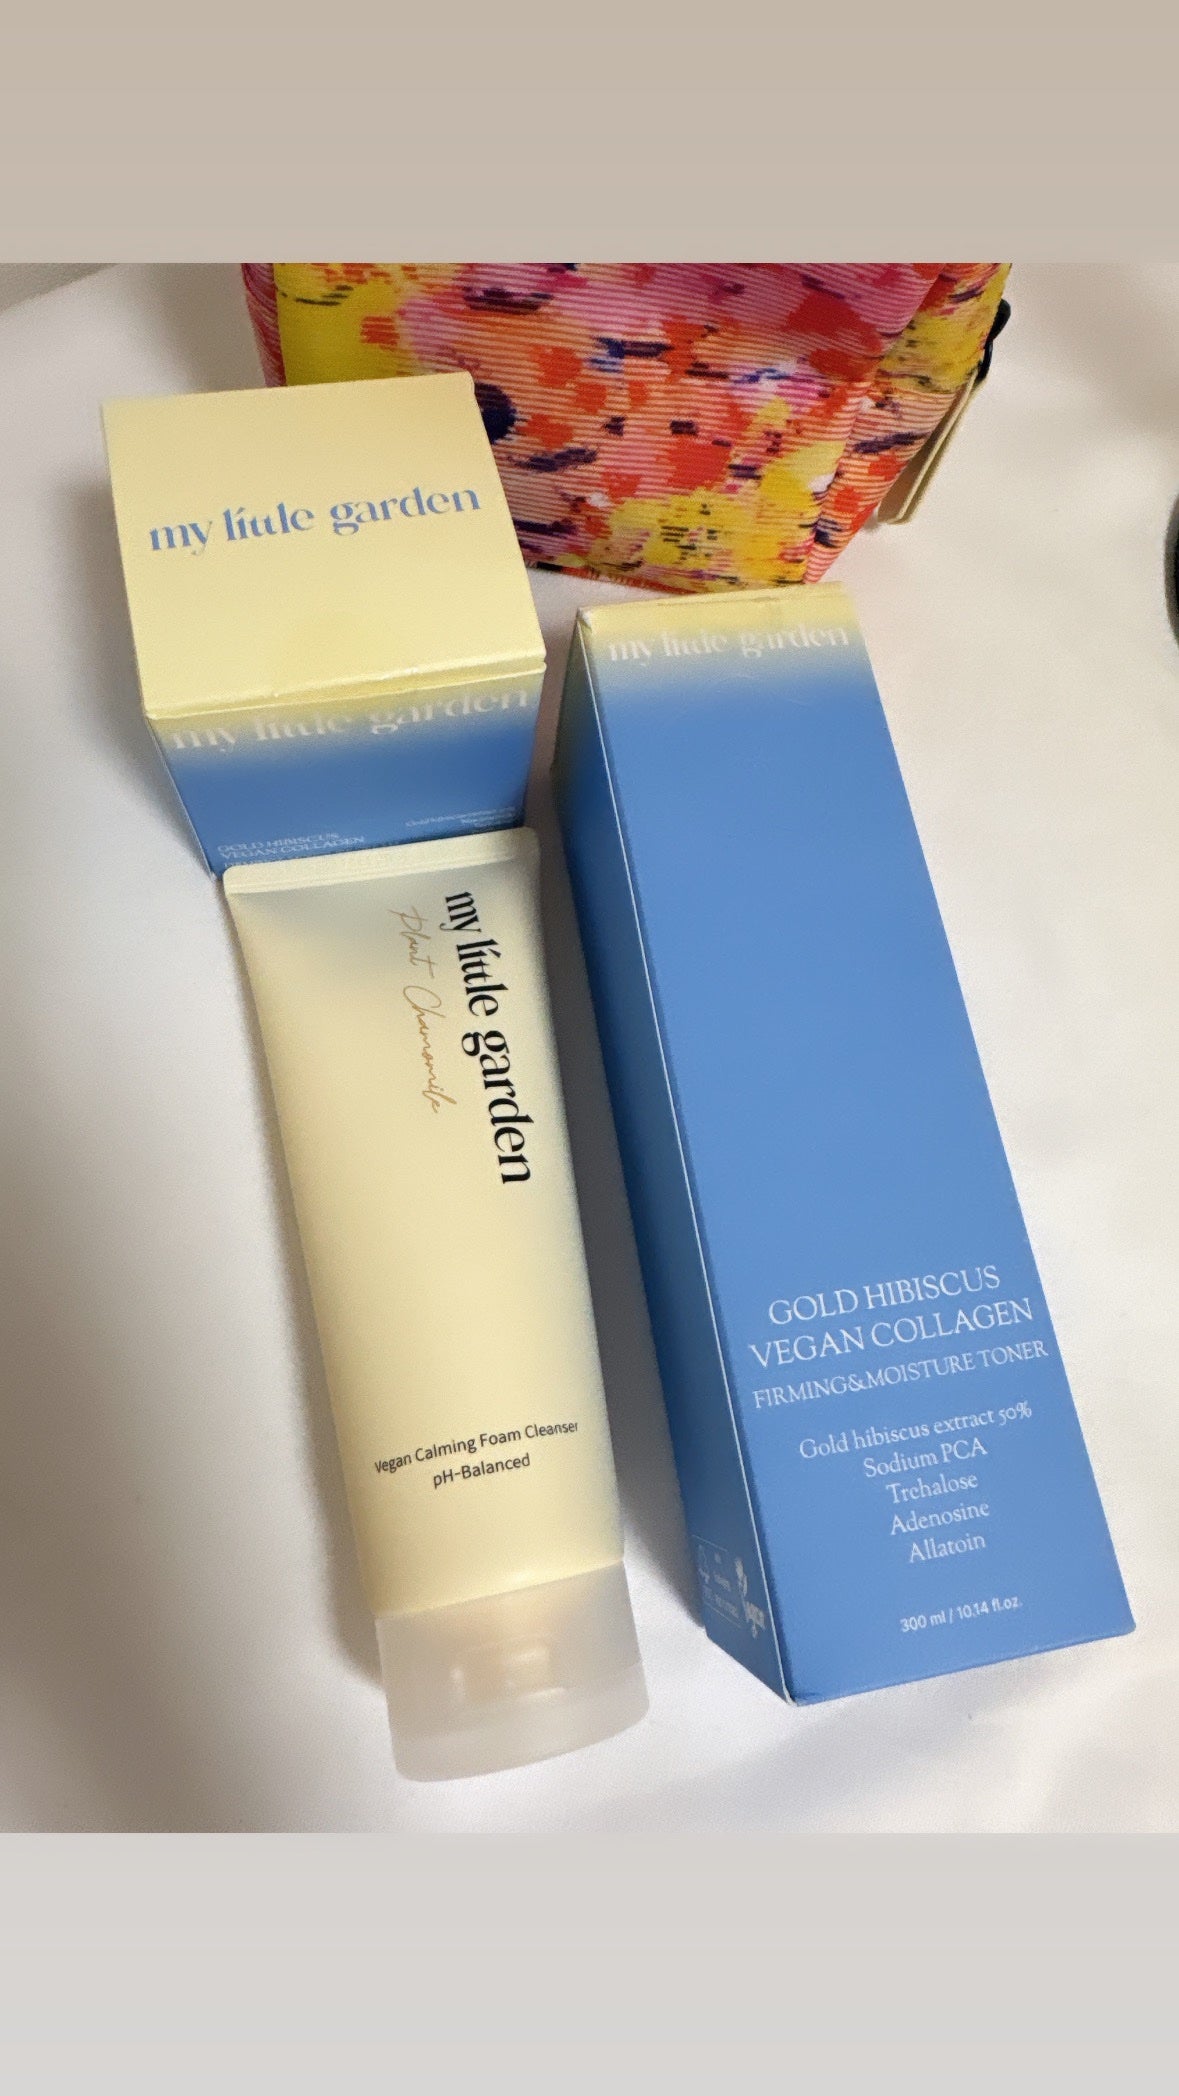 my little garden
my little garden
GOLD HIBISCUS
VEGAN COLLAGEN
my little garden
Plant Chamomile
Vegan Calming Foam Cleanser
pH-Balanced
my little garden
GOLD HIBISCUS
VEGAN COLLAGEN
FIRMING&MOISTURE TONER
Gold hibiscus extract 50%
Sodium PCA
Trehalose
Adenosine
Allatoin
300 ml / 10.14 fl.oz.